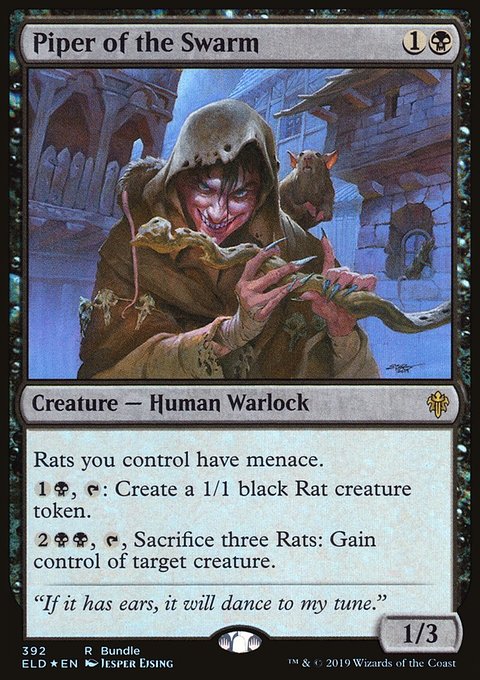 Piper of the Swarm 1
Creature — Human Warlock
Rats you control have menace.
1 , : Create a 1/1 black Rat creature
token.
2 , , Sacrifice three Rats: Gain
control of target creature.
“If it has ears, it will dance to my tune.”
1/3
392 R Bundle
ELD ★ EN Jesper Eising
™ & © 2019 Wizards of the Coast